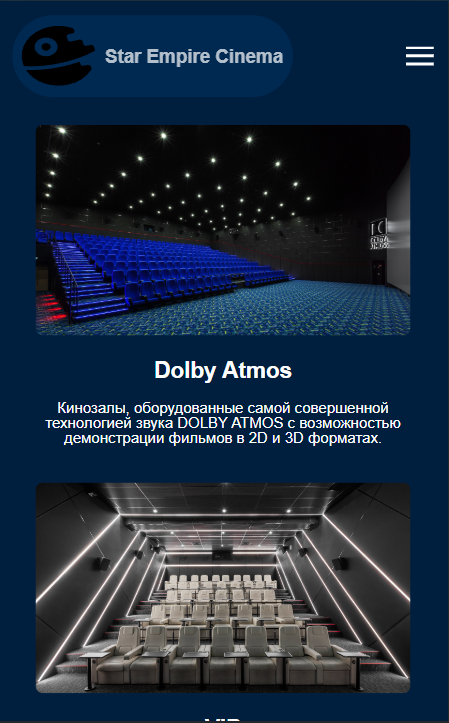 Star Empire Cinema
Dolby Atmos
Кинозалы, оборудованные самой совершенной
технологией звука DOLBY ATMOS с возможностью
демонстрации фильмов в 2D и 3D форматах.